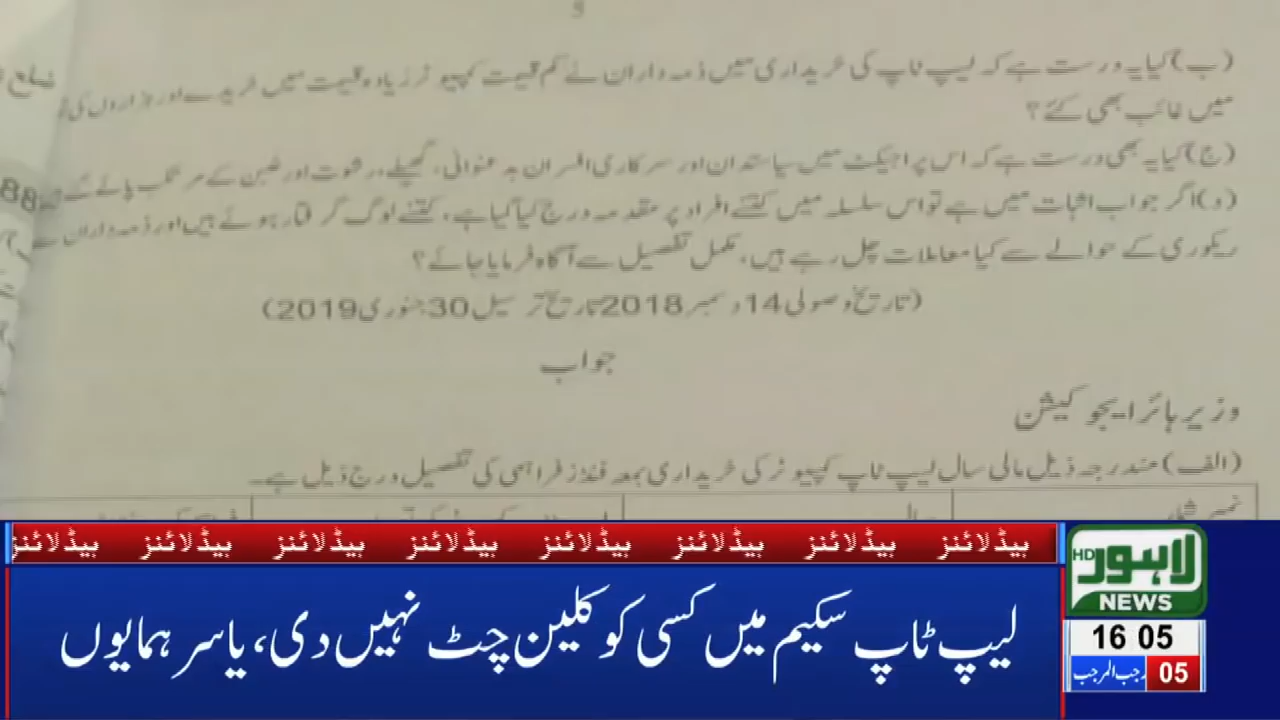 5
(ب) کیا یہ درست ہے کہ لیپ ٹاپ کی خریداری میں ذمہ داران نے کم قیمت کمپیوٹر زیادہ قیمت میں خریدے اور ہزاروں کی
میں غائب بھی کئے؟
(ج) کیا یہ بھی درست ہے کہ اس پراجیکٹ میں سیاستدان اور سرکاری افسران بدعنوانی، گھپلے، رشوت اور غبن کے مرتکب پائے گئے
(د) اگر جواب اثبات میں ہے تو اس سلسلہ میں کتنے افراد پر مقدمہ درج کیا گیا ہے، کتنے لوگ گرفتار ہوئے ہیں اور ذمہ داران سے
ریکوری کے حوالے سے کیا معاملات چل رہے ہیں، مکمل تفصیل سے آگاہ فرمایا جائے؟
(تاریخ وصولی 14 دسمبر 2018 تاریخ ترسیل 30 جنوری 2019)
جواب
وزیر ہائر ایجوکیشن
(الف) مندرجہ ذیل مالی سال لیپ ٹاپ کمپیوٹر کی خریداری بمعہ فنڈز فراہمی کی تفصیل درج ذیل ہے۔
نمبر شمار سال
ہیڈلائنز ہیڈلائنز ہیڈلائنز ہیڈلائنز ہیڈلائنز ہیڈلائنز ہیڈلائنز ہیڈلائنز
لیپ ٹاپ سکیم میں کسی کو کلین چٹ نہیں دی، یاسر ہمایوں
لاہور HD
NEWS
16 05
05 رجب المرجب